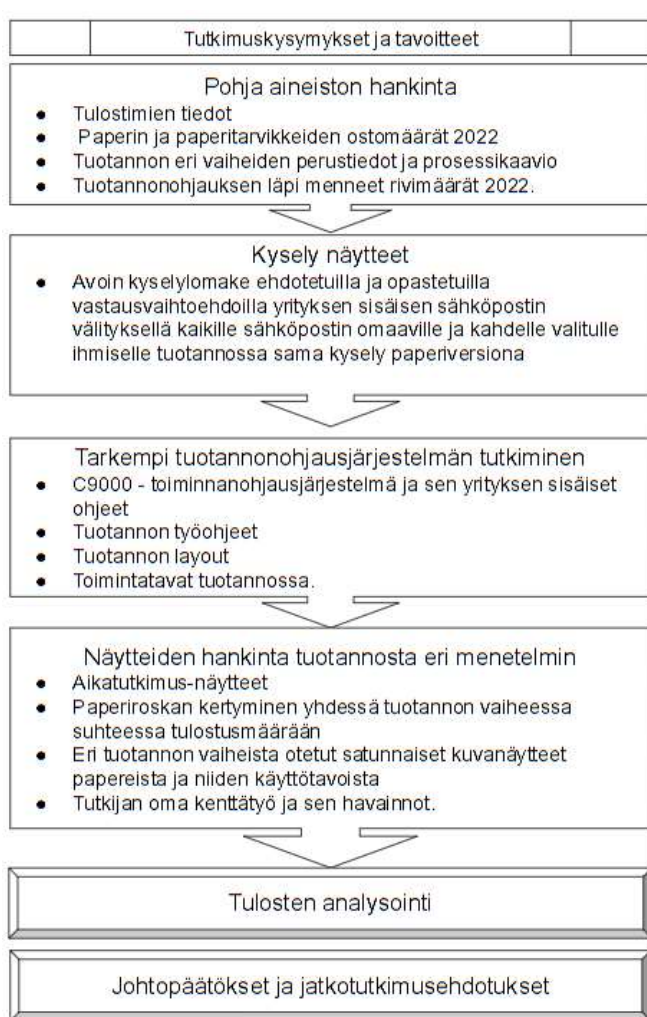 Tutkimuskysymykset ja tavoitteet
Pohja aineiston hankinta
● Tulostimien tiedot
● Paperin ja paperitarvikkeiden ostomäärät 2022
● Tuotannon eri vaiheiden perustiedot ja prosessikaavio
● Tuotannonohjauksen läpi menneet rivimäärät 2022.
Kysely näytteet
● Avoin kyselylomake ehdotetuilla ja opastetuilla
vastausvaihtoehdoilla yrityksen sisäisen sähköpostin
välityksellä kaikille sähköpostin omaaville ja kahdelle valitulle
ihmiselle tuotannossa sama kysely paperiversiona
Tarkempi tuotannonohjausjärjestelmän tutkiminen
● C9000 - toiminnanohjausjärjestelmä ja sen yrityksen sisäiset
ohjeet
● Tuotannon työohjeet
● Tuotannon layout
● Toimintatavat tuotannossa.
Näytteiden hankinta tuotannosta eri menetelmin
● Aikatutkimus-näytteet
● Paperiroskan kertyminen yhdessä tuotannon vaiheessa
suhteessa tulostusmäärään
● Eri tuotannon vaiheista otetut satunnaiset kuvanäytteet
papereista ja niiden käyttötavoista
● Tutkijan oma kenttätyö ja sen havainnot.
Tulosten analysointi
Johtopäätökset ja jatkotutkimusehdotukset